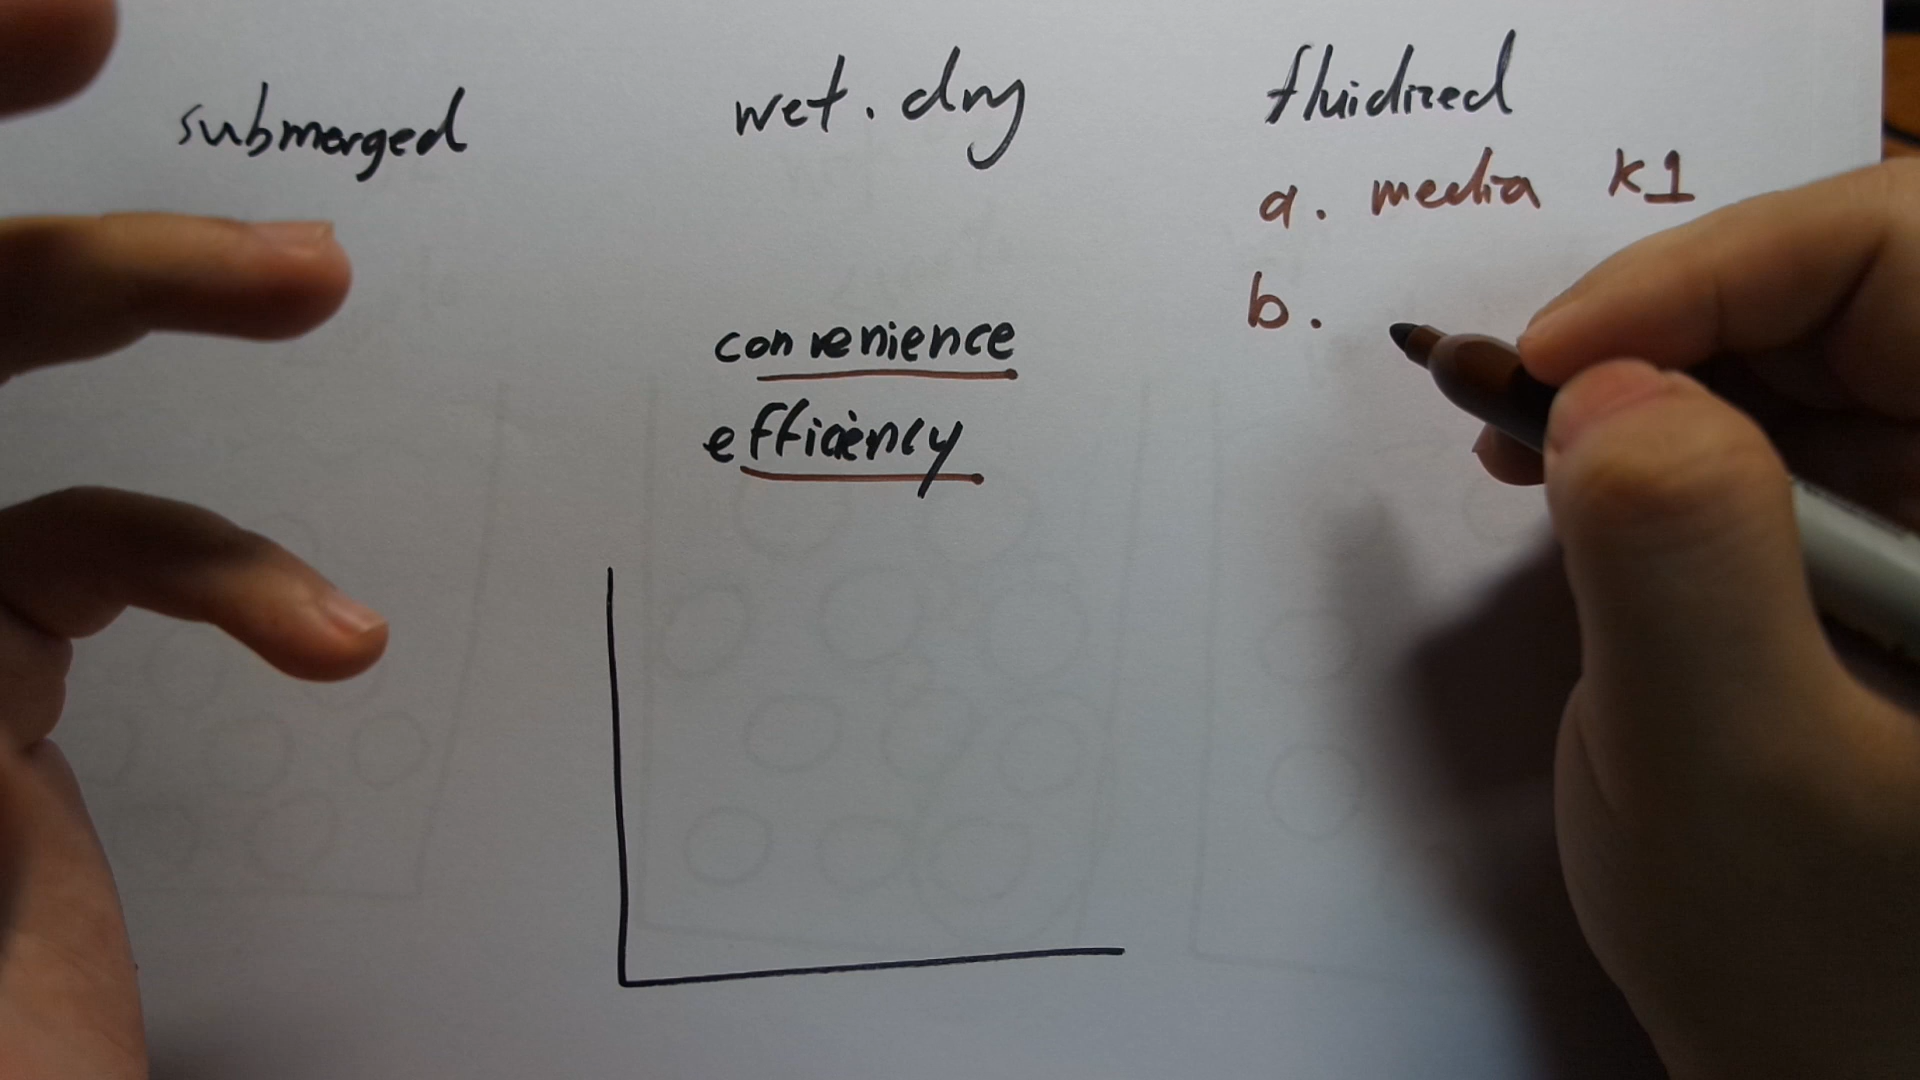 submerged
wet. dry
fluidized
a. media K1
b.
convenience
efficiency